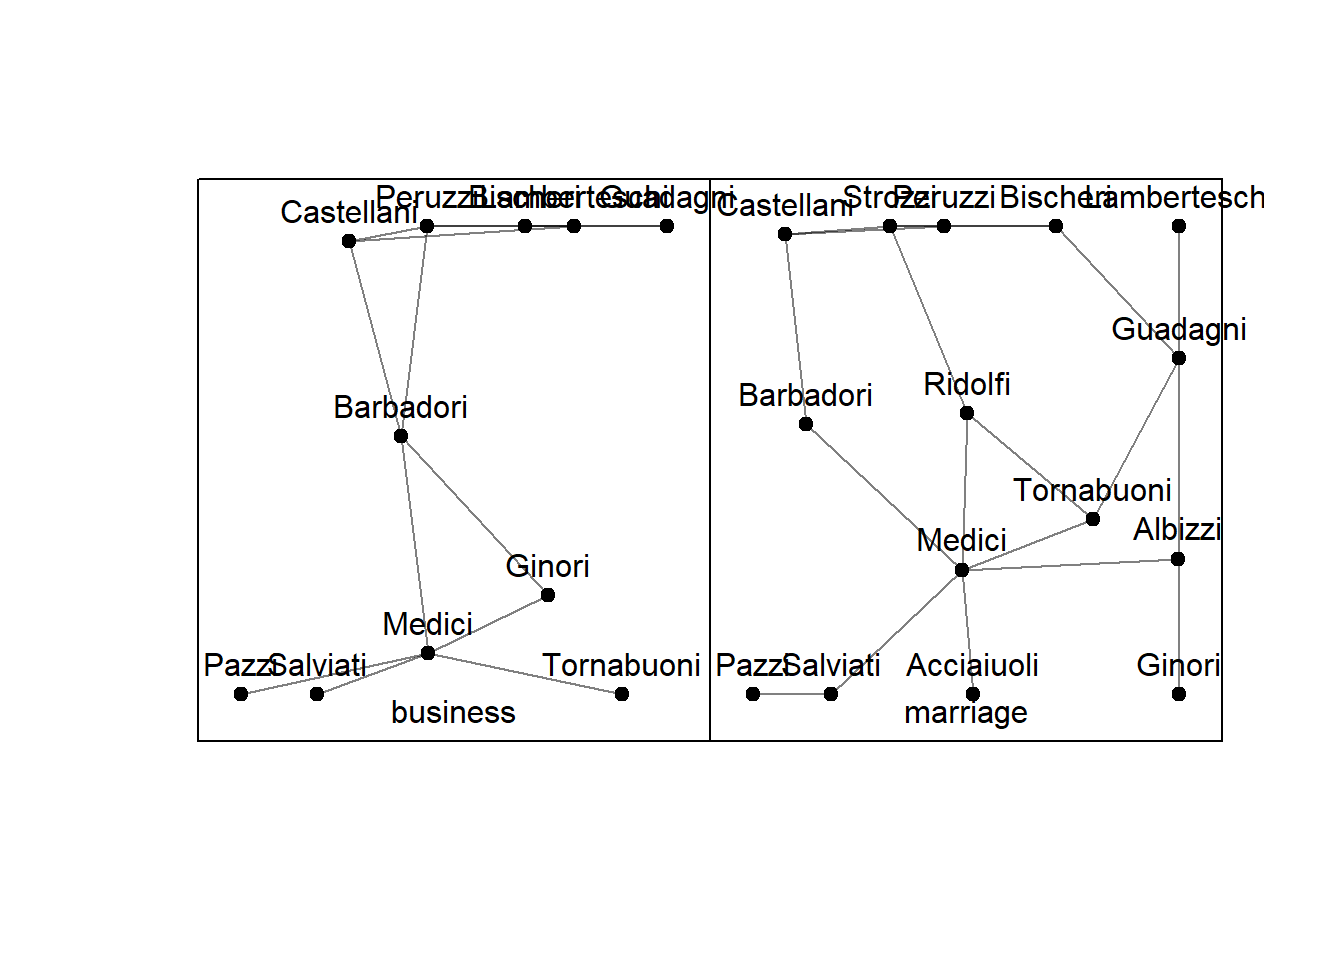 Castellani
Peruzzi
Bischeri
Lamberteschi
Guadagni
Barbadori
Ginori
Medici
Pazzi
Salviati
Tornabuoni
business
Castellani
Strozzi
Peruzzi
Bischeri
Lambertesch
Guadagni
Ridolfi
Barbadori
Tornabuoni
Albizzi
Medici
Pazzi
Salviati
Acciaiuoli
Ginori
marriage